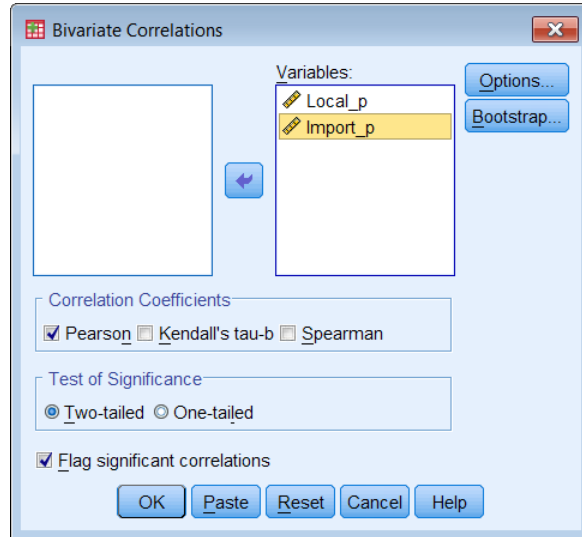 Bivariate Correlations
Variables:
Local_p
Import_p
Options...
Bootstrap...
Correlation Coefficients
Pearson Kendall's tau-b Spearman
Test of Significance
Two-tailed One-tailed
Flag significant correlations
OK Paste Reset Cancel Help